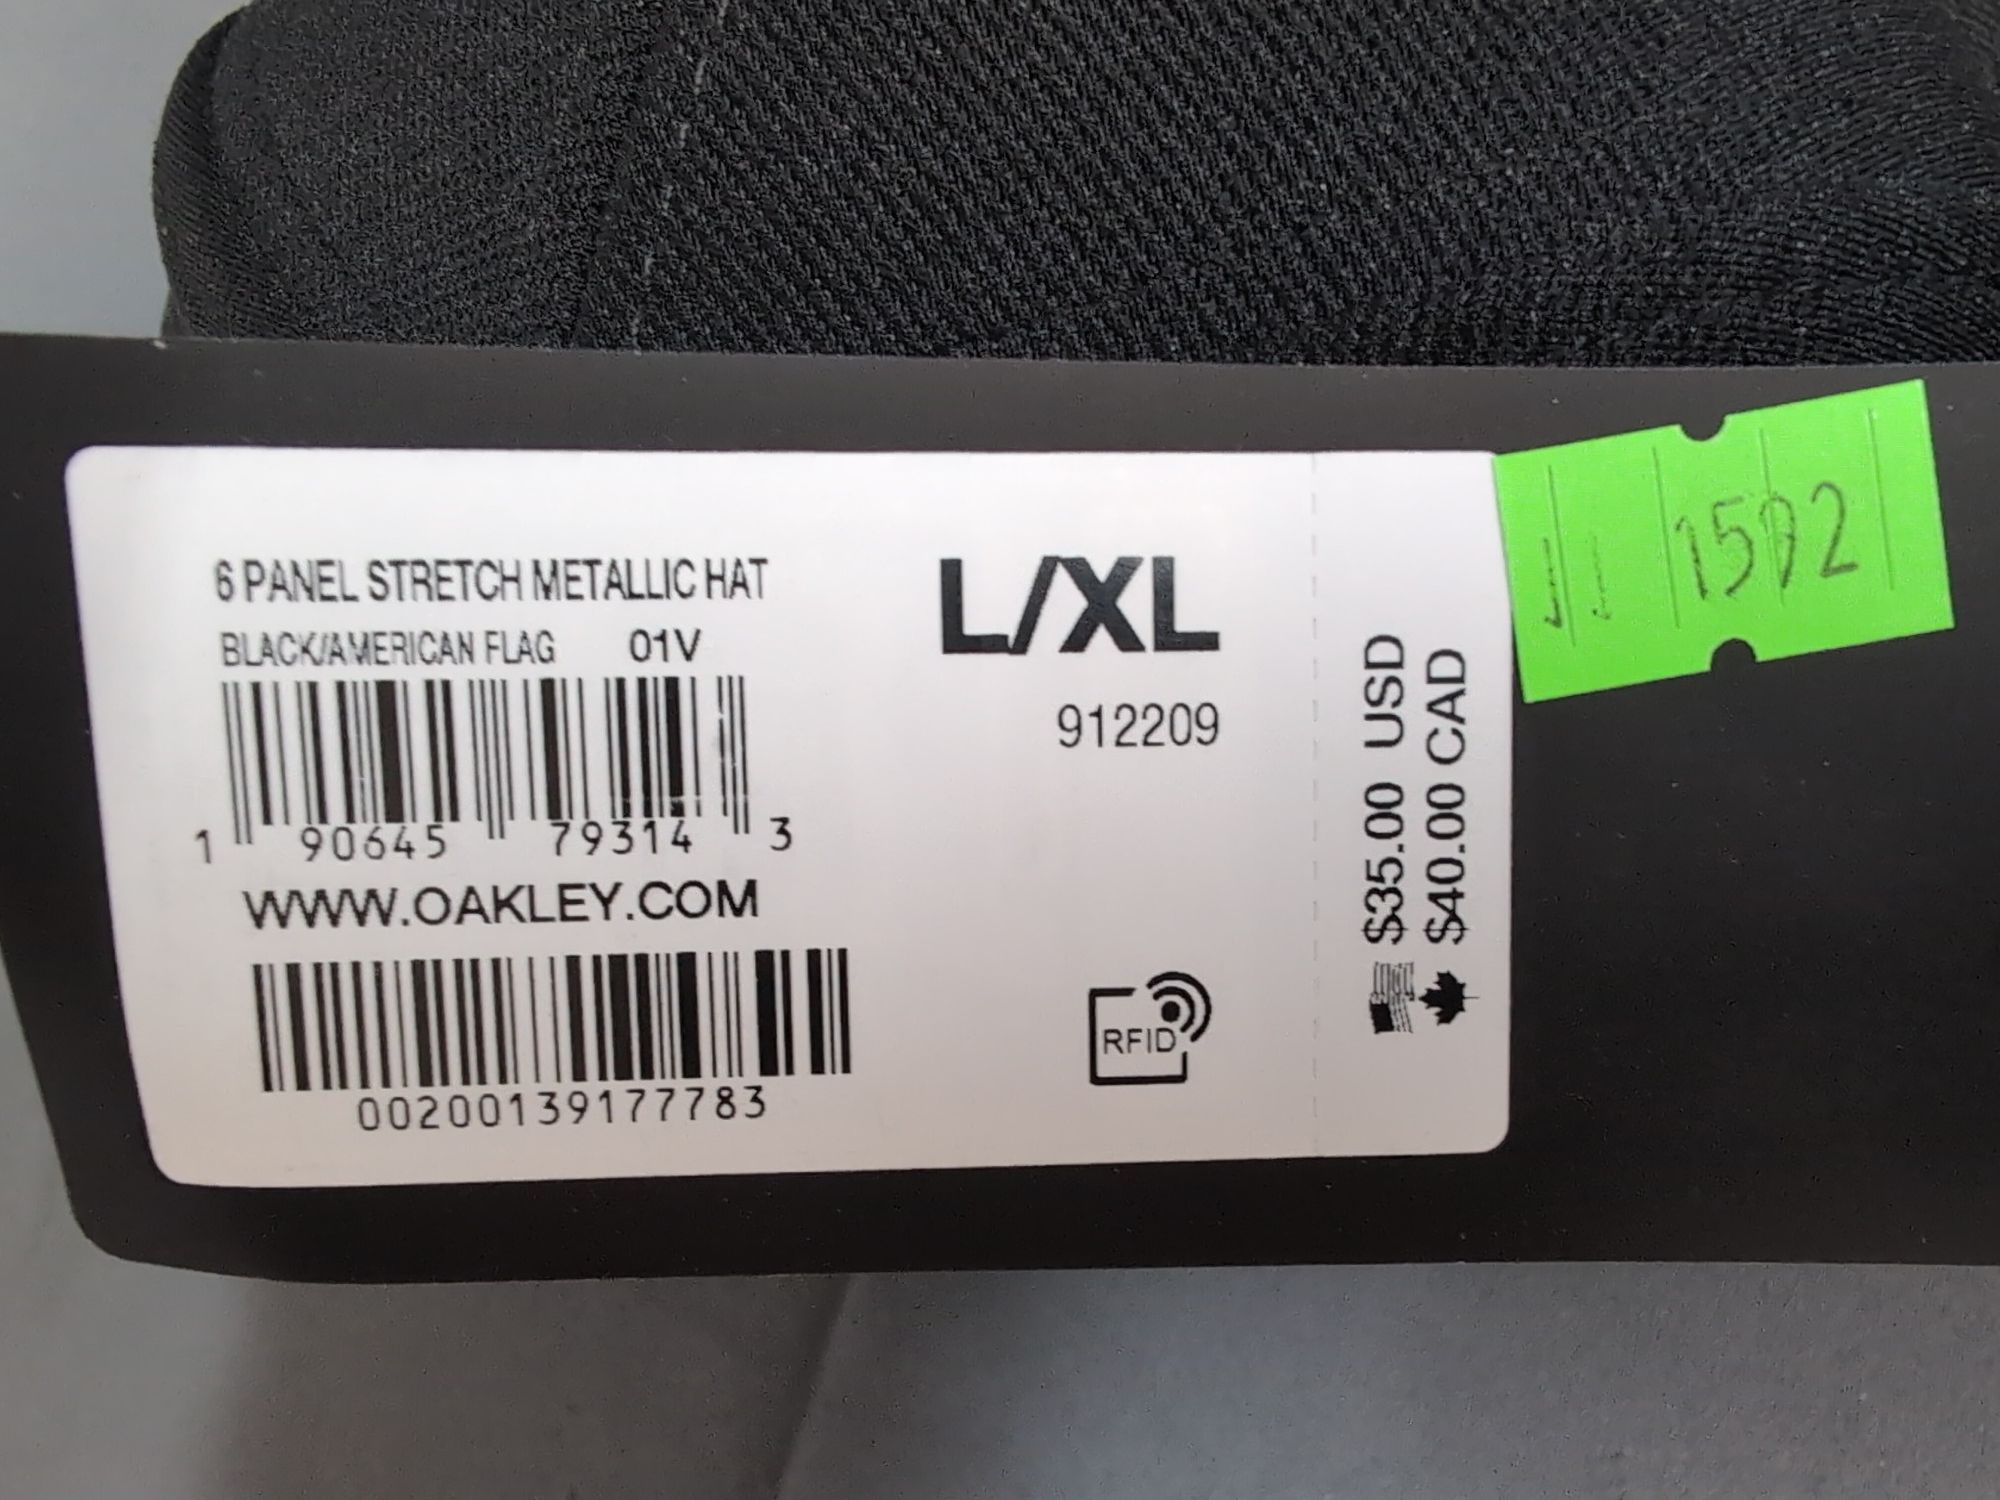 6 PANEL STRETCH METALLIC HAT
BLACK/AMERICAN FLAG 01V
L/XL
912209
1 90645 79314 3
WWW.OAKLEY.COM
00200139177783
RFID
$35.00 USD
$40.00 CAD